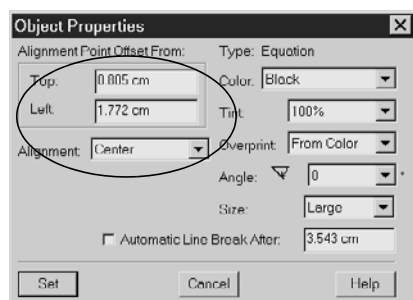 Object Properties
Alignment Point Offset From:
Top: 0.005 cm
Left: 1.772 cm
Alignment: Center
Type: Equation
Color: Black
Tint: 100%
Overprint: From Color
Angle: 0 °
Size: Large
Automatic Line Break After: 3.543 cm
Set Cancel Help